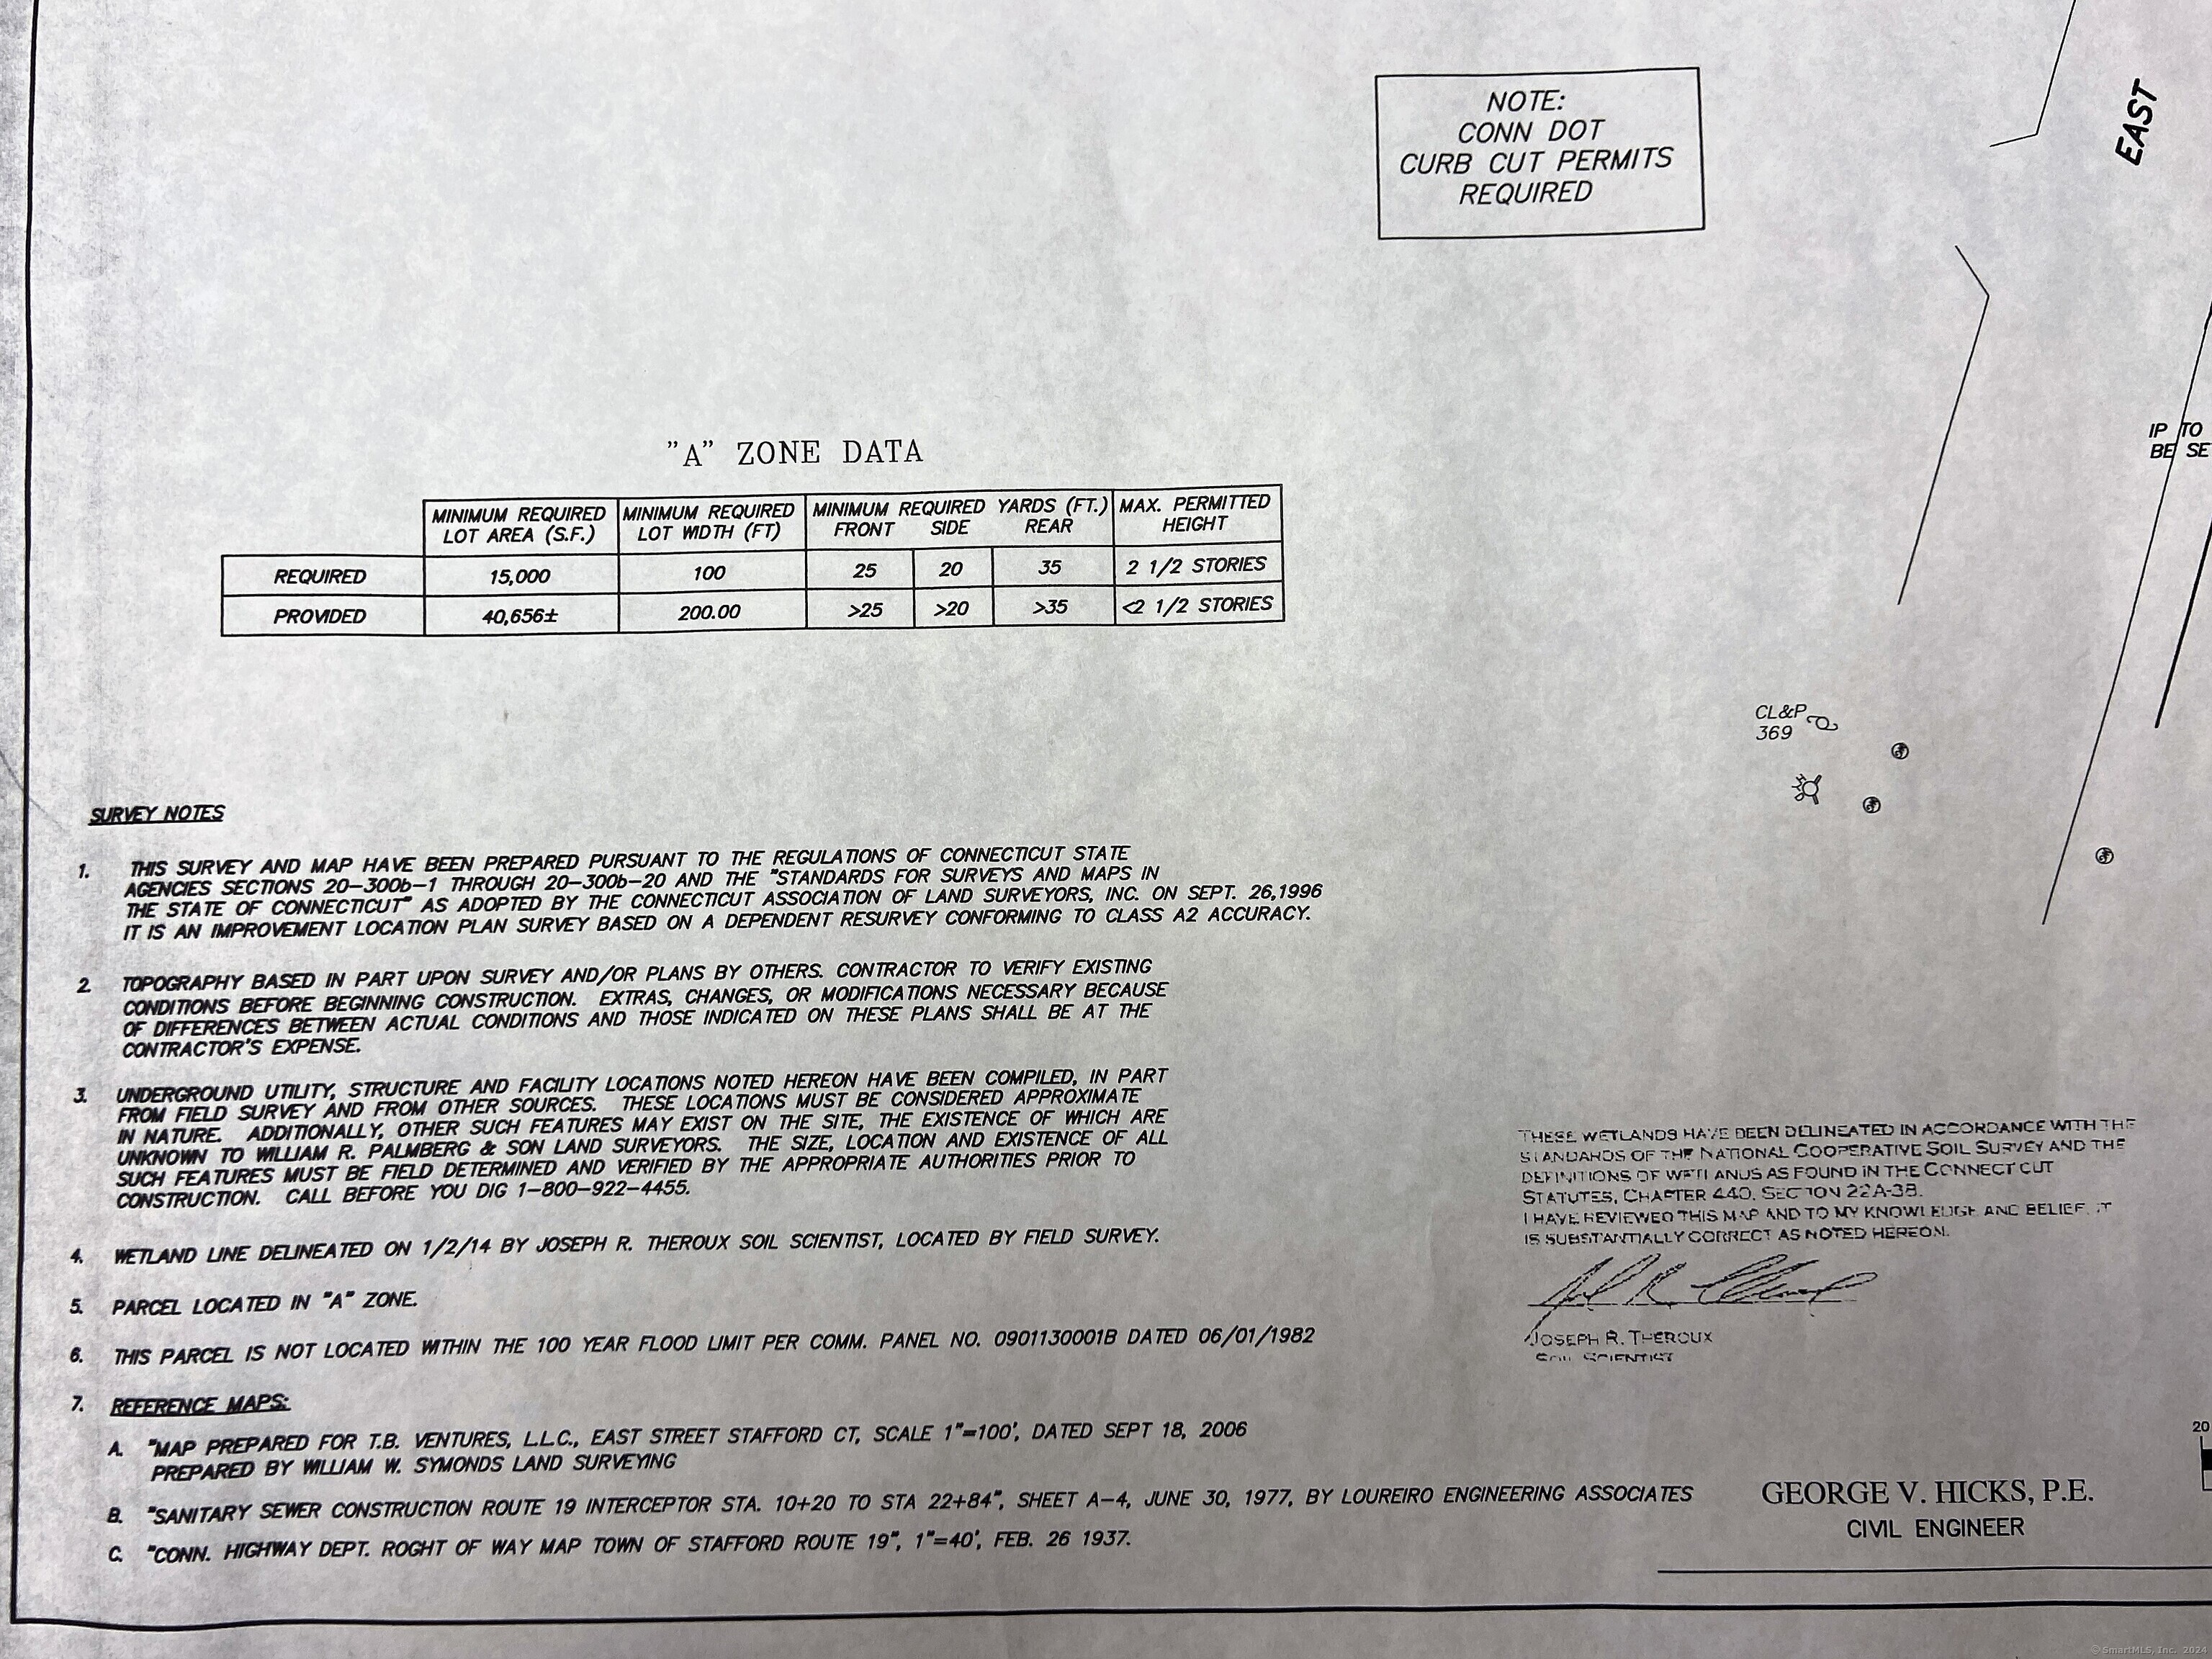 NOTE:
CONN DOT
CURB CUT PERMITS
REQUIRED
EAST
IP TO
BE SE
"A" ZONE DATA
MINIMUM REQUIRED LOT AREA (S.F.)
MINIMUM REQUIRED LOT WIDTH (FT)
MINIMUM REQUIRED YARDS (FT.)
FRONT SIDE REAR
MAX. PERMITTED HEIGHT
REQUIRED 15,000 100 25 20 35 2 1/2 STORIES
PROVIDED 40,656± 200.00 >25 >20 >35 <2 1/2 STORIES
CL&P
369
SURVEY NOTES
1. THIS SURVEY AND MAP HAVE BEEN PREPARED PURSUANT TO THE REGULATIONS OF CONNECTICUT STATE
AGENCIES SECTIONS 20-300b-1 THROUGH 20-300b-20 AND THE "STANDARDS FOR SURVEYS AND MAPS IN
THE STATE OF CONNECTICUT" AS ADOPTED BY THE CONNECTICUT ASSOCIATION OF LAND SURVEYORS, INC. ON SEPT. 26,1996
IT IS AN IMPROVEMENT LOCATION PLAN SURVEY BASED ON A DEPENDENT RESURVEY CONFORMING TO CLASS A2 ACCURACY.
2. TOPOGRAPHY BASED IN PART UPON SURVEY AND/OR PLANS BY OTHERS. CONTRACTOR TO VERIFY EXISTING
CONDITIONS BEFORE BEGINNING CONSTRUCTION. EXTRAS, CHANGES, OR MODIFICATIONS NECESSARY BECAUSE
OF DIFFERENCES BETWEEN ACTUAL CONDITIONS AND THOSE INDICATED ON THESE PLANS SHALL BE AT THE
CONTRACTOR'S EXPENSE.
3. UNDERGROUND UTILITY, STRUCTURE AND FACILITY LOCATIONS NOTED HEREON HAVE BEEN COMPILED, IN PART
FROM FIELD SURVEY AND FROM OTHER SOURCES. THESE LOCATIONS MUST BE CONSIDERED APPROXIMATE
IN NATURE. ADDITIONALLY, OTHER SUCH FEATURES MAY EXIST ON THE SITE, THE EXISTENCE OF WHICH ARE
UNKNOWN TO WILLIAM R. PALMBERG & SON LAND SURVEYORS. THE SIZE, LOCATION AND EXISTENCE OF ALL
SUCH FEATURES MUST BE FIELD DETERMINED AND VERIFIED BY THE APPROPRIATE AUTHORITIES PRIOR TO
CONSTRUCTION. CALL BEFORE YOU DIG 1-800-922-4455.
4. WETLAND LINE DELINEATED ON 1/2/14 BY JOSEPH R. THEROUX SOIL SCIENTIST, LOCATED BY FIELD SURVEY.
5. PARCEL LOCATED IN "A" ZONE.
6. THIS PARCEL IS NOT LOCATED WITHIN THE 100 YEAR FLOOD LIMIT PER COMM. PANEL NO. 0901130001B DATED 06/01/1982
7. REFERENCE MAPS:
A. "MAP PREPARED FOR T.B. VENTURES, L.L.C., EAST STREET STAFFORD CT, SCALE 1"=100', DATED SEPT 18, 2006
PREPARED BY WILLIAM W. SYMONDS LAND SURVEYING
B. "SANITARY SEWER CONSTRUCTION ROUTE 19 INTERCEPTOR STA. 10+20 TO STA 22+84", SHEET A-4, JUNE 30, 1977, BY LOUREIRO ENGINEERING ASSOCIATES
C. "CONN. HIGHWAY DEPT. ROGHT OF WAY MAP TOWN OF STAFFORD ROUTE 19", 1"=40', FEB. 26 1937.
THESE WETLANDS HAVE BEEN DELINEATED IN ACCORDANCE WITH THE
STANDARDS OF THE NATIONAL COOPERATIVE SOIL SURVEY AND THE
DEFINITIONS OF WETLANDS AS FOUND IN THE CONNECTICUT
STATUTES, CHAPTER 440, SECTION 22A-38.
I HAVE REVIEWED THIS MAP AND TO MY KNOWLEDGE AND BELIEF, IT
IS SUBSTANTIALLY CORRECT AS NOTED HEREON.
JOSEPH R. THEROUX
SOIL SCIENTIST
20
GEORGE V. HICKS, P.E.
CIVIL ENGINEER
© SmartMLS, Inc. 2024